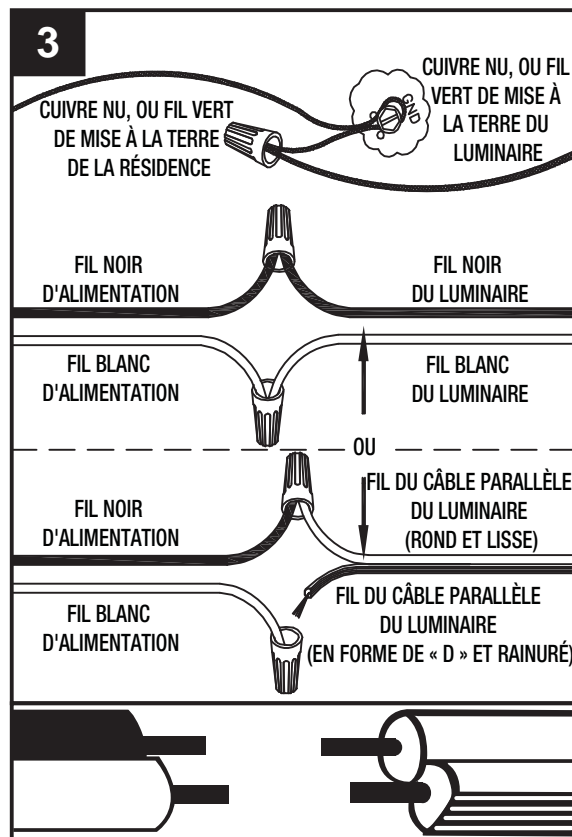 3
CUIVRE NU, OU FIL VERT
DE MISE À LA TERRE
DE LA RÉSIDENCE
GND
CUIVRE NU, OU FIL
VERT DE MISE À
LA TERRE DU
LUMINAIRE
FIL NOIR
D'ALIMENTATION
FIL NOIR
DU LUMINAIRE
FIL BLANC
D'ALIMENTATION
FIL BLANC
DU LUMINAIRE
OU
FIL NOIR
D'ALIMENTATION
FIL DU CÂBLE PARALLÈLE
DU LUMINAIRE
(ROND ET LISSE)
FIL BLANC
D'ALIMENTATION
FIL DU CÂBLE PARALLÈLE
DU LUMINAIRE
(EN FORME DE « D » ET RAINURÉ)